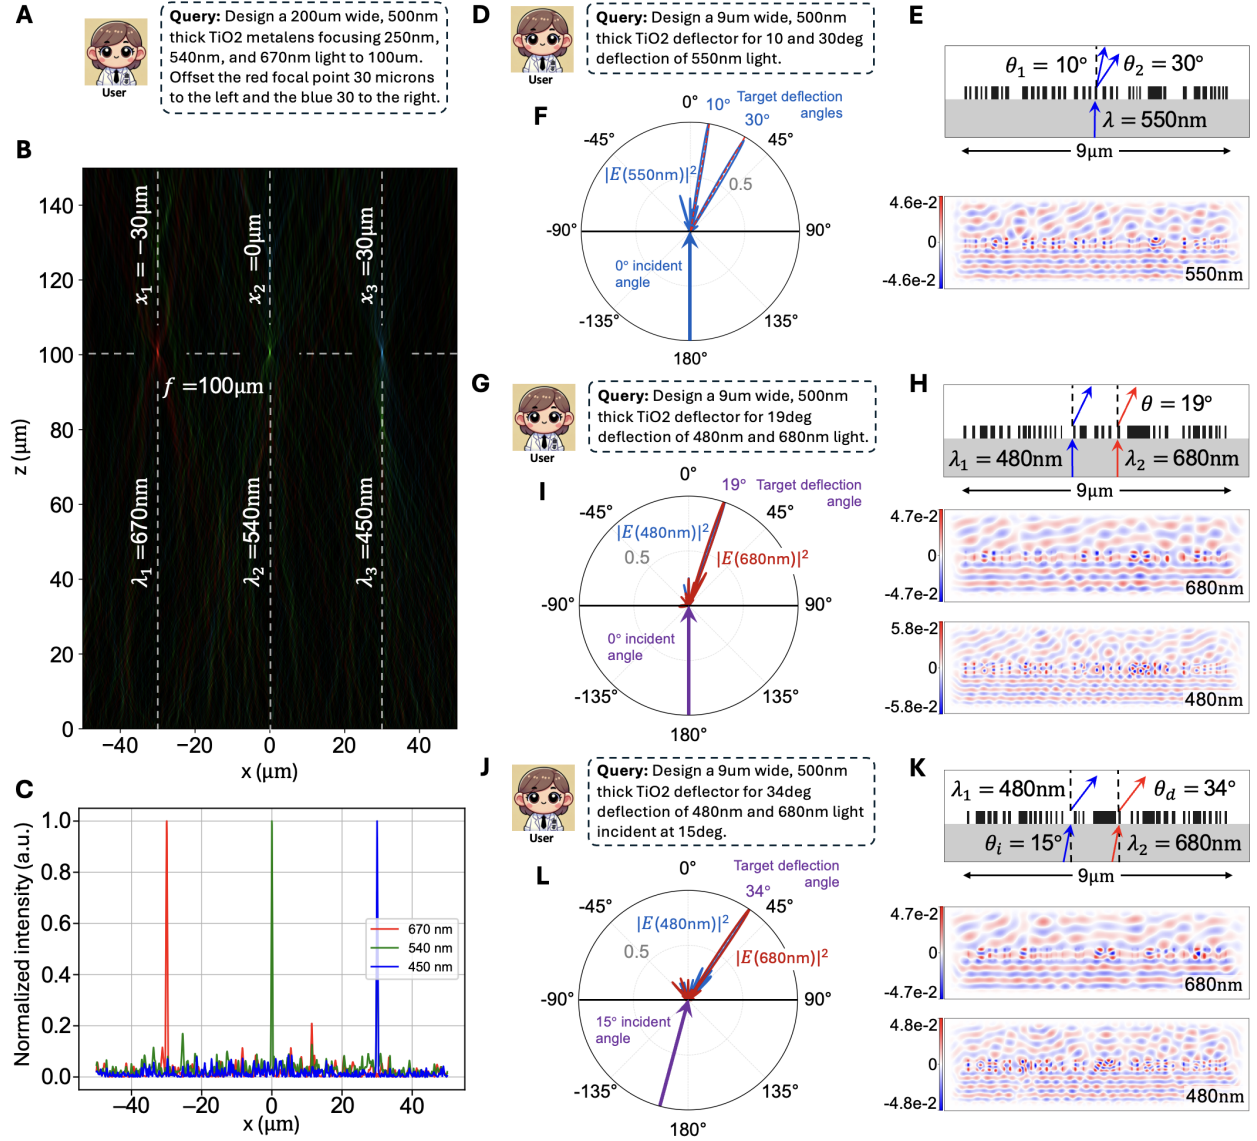 A
User
Query: Design a 200um wide, 500nm
thick TiO2 metalens focusing 250nm,
540nm, and 670nm light to 100um.
Offset the red focal point 30 microns
to the left and the blue 30 to the right.
B
z (μm)
140
120
100
80
60
40
20
0
x₁ = −30μm
x₂ =0μm
x₃ =30μm
f =100μm
λ₁ =670nm
λ₂ =540nm
λ₃ =450nm
−40
−20
0
20
40
x (μm)
C
Normalized intensity (a.u.)
1.0
0.8
0.6
0.4
0.2
0.0
670 nm
540 nm
450 nm
−40
−20
0
20
40
x (μm)
D
User
Query: Design a 9um wide, 500nm
thick TiO2 deflector for 10 and 30deg
deflection of 550nm light.
E
θ₁ = 10°
θ₂ = 30°
λ = 550nm
9μm
4.6e-2
0
-4.6e-2
550nm
F
0°
10°
30°
Target deflection
angles
-45°
45°
|E(550nm)|²
0.5
-90°
90°
0° incident
angle
-135°
135°
180°
G
User
Query: Design a 9um wide, 500nm
thick TiO2 deflector for 19deg
deflection of 480nm and 680nm light.
H
θ = 19°
λ₁ = 480nm
λ₂ = 680nm
9μm
4.7e-2
0
-4.7e-2
680nm
5.8e-2
0
-5.8e-2
480nm
I
0°
19°
Target deflection
angle
-45°
45°
|E(480nm)|²
0.5
|E(680nm)|²
-90°
90°
0° incident
angle
-135°
135°
180°
J
User
Query: Design a 9um wide, 500nm
thick TiO2 deflector for 34deg
deflection of 480nm and 680nm light
incident at 15deg.
K
λ₁ = 480nm
θd = 34°
θi = 15°
λ₂ = 680nm
9μm
4.7e-2
0
-4.7e-2
680nm
4.8e-2
0
-4.8e-2
480nm
L
0°
34°
Target deflection
angle
-45°
45°
|E(480nm)|²
0.5
|E(680nm)|²
-90°
90°
15° incident
angle
-135°
135°
180°